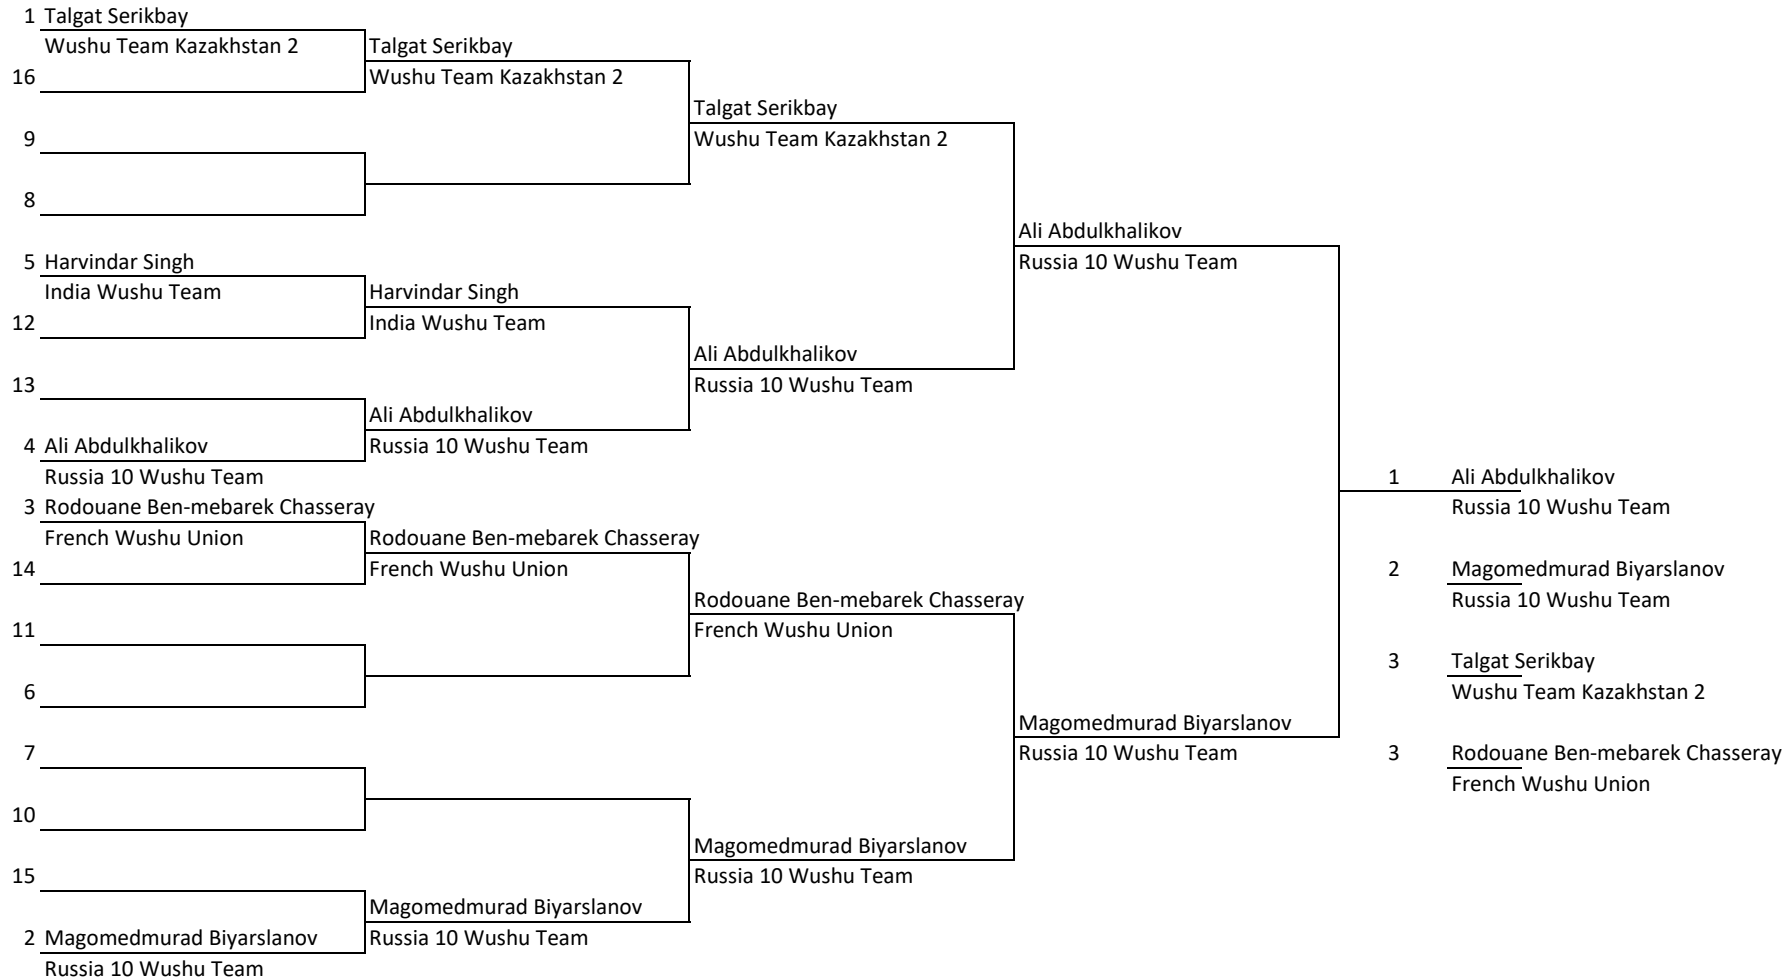 1 Talgat Serikbay
Wushu Team Kazakhstan 2
Talgat Serikbay
16
Wushu Team Kazakhstan 2
Talgat Serikbay
9
Wushu Team Kazakhstan 2
8
Ali Abdulkhalikov
5 Harvindar Singh
Russia 10 Wushu Team
India Wushu Team
Harvindar Singh
12
India Wushu Team
Ali Abdulkhalikov
13
Russia 10 Wushu Team
Ali Abdulkhalikov
4 Ali Abdulkhalikov
Russia 10 Wushu Team
Russia 10 Wushu Team
1 Ali Abdulkhalikov
3 Rodouane Ben-mebarek Chasseray
Russia 10 Wushu Team
French Wushu Union
Rodouane Ben-mebarek Chasseray
14
French Wushu Union
2 Magomedmurad Biyarslanov
Rodouane Ben-mebarek Chasseray
Russia 10 Wushu Team
11
French Wushu Union
3 Talgat Serikbay
6
Wushu Team Kazakhstan 2
Magomedmurad Biyarslanov
7
Russia 10 Wushu Team
3 Rodouane Ben-mebarek Chasseray
French Wushu Union
10
Magomedmurad Biyarslanov
15
Russia 10 Wushu Team
Magomedmurad Biyarslanov
2 Magomedmurad Biyarslanov
Russia 10 Wushu Team
Russia 10 Wushu Team